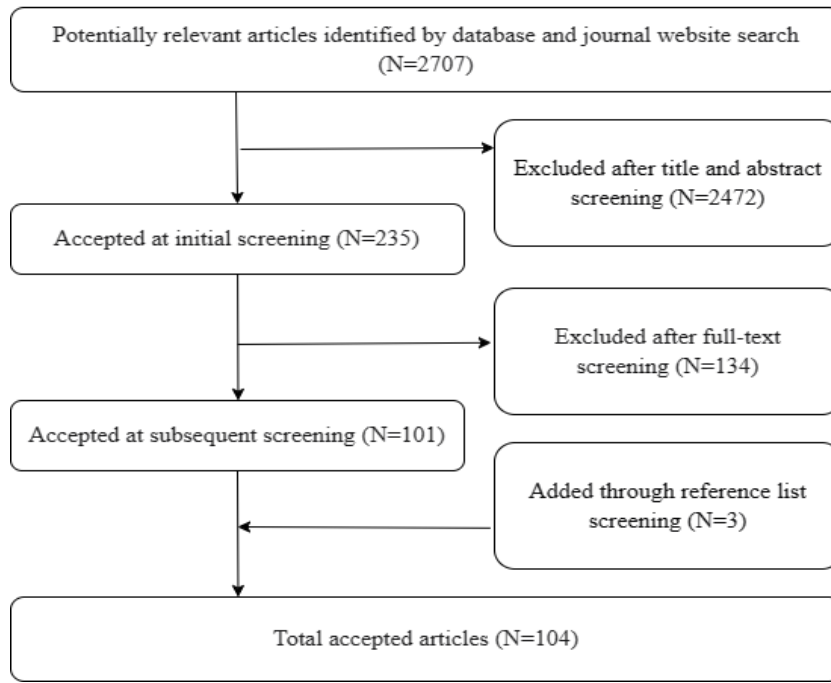 Potentially relevant articles identified by database and journal website search
(N=2707)
Excluded after title and abstract
screening (N=2472)
Accepted at initial screening (N=235)
Excluded after full-text
screening (N=134)
Accepted at subsequent screening (N=101)
Added through reference list
screening (N=3)
Total accepted articles (N=104)